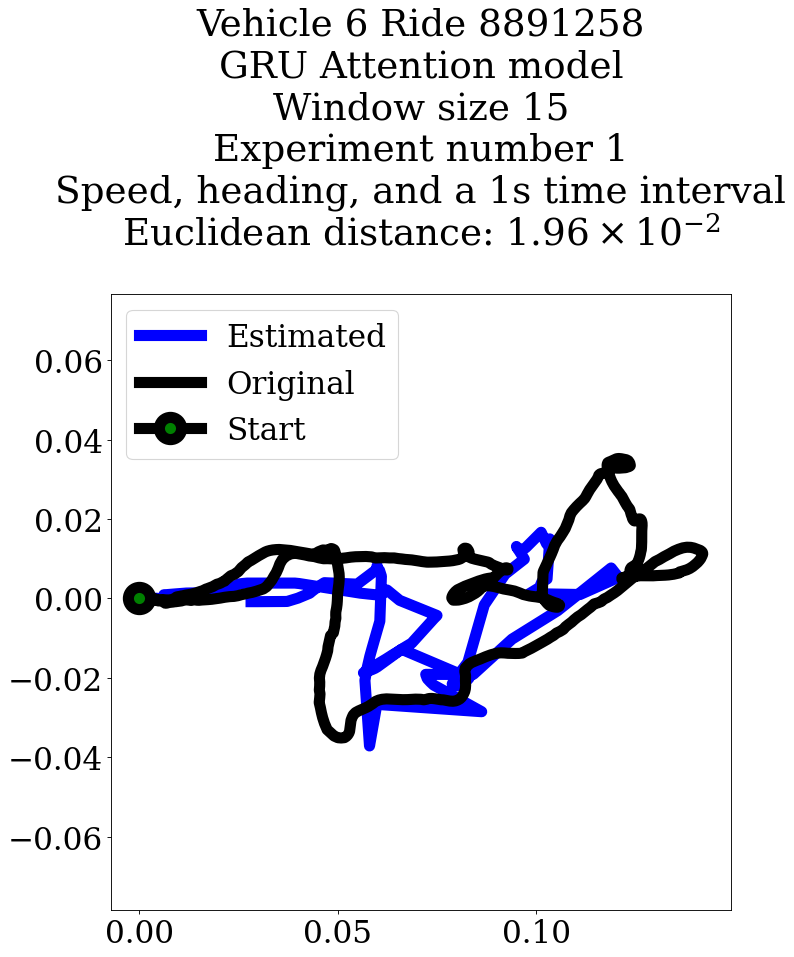 Vehicle 6 Ride 8891258
GRU Attention model
Window size 15
Experiment number 1
Speed, heading, and a 1s time interval
Euclidean distance: 1.96 × 10⁻²
Estimated
Original
Start
0.06
0.04
0.02
0.00
−0.02
−0.04
−0.06
0.00 0.05 0.10